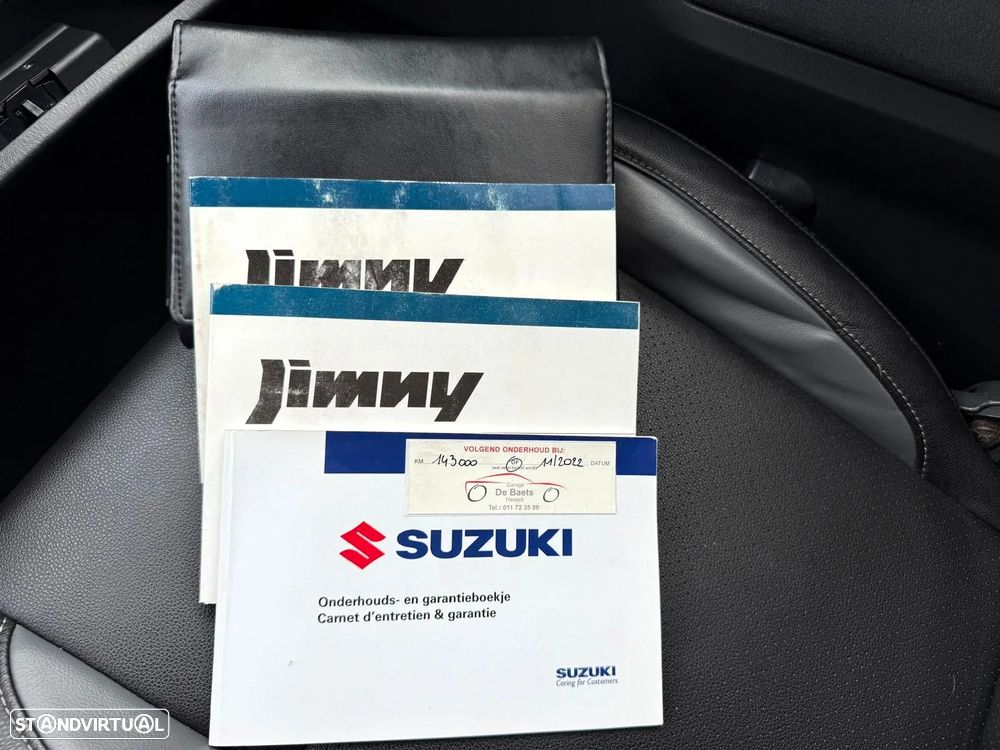 Jimny
Jimny
VOLGEND ONDERHOUD BIJ:
KM 143000 OF 11/2022 DATUM
Garage
De Baets
Hasselt
Tel.: 011 72 35 89
SUZUKI
Onderhouds- en garantieboekje
Carnet d'entretien & garantie
SUZUKI
Caring for Customers
STANDVIRTUAL